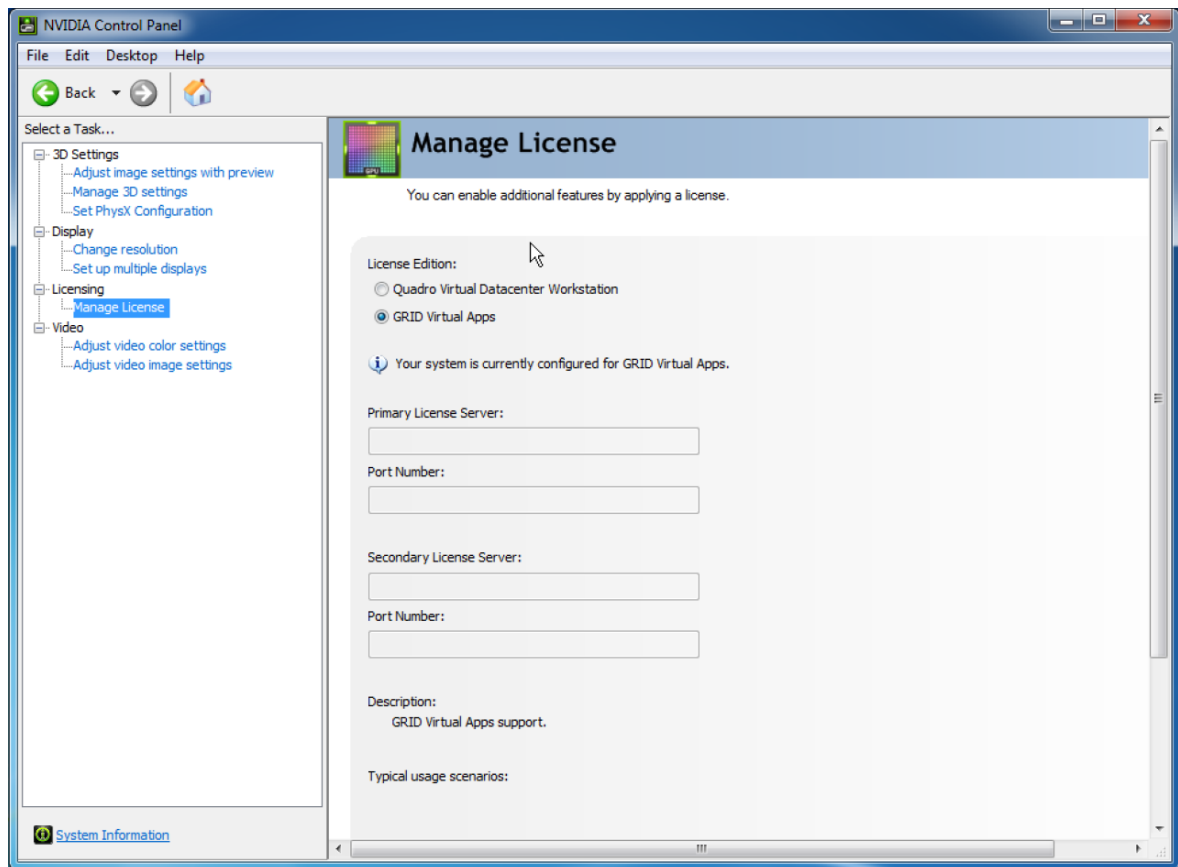 NVIDIA Control Panel
File Edit Desktop Help
Back
Select a Task...
3D Settings
Adjust image settings with preview
Manage 3D settings
Set PhysX Configuration
Display
Change resolution
Set up multiple displays
Licensing
Manage License
Video
Adjust video color settings
Adjust video image settings
System Information
GPU
Manage License
You can enable additional features by applying a license.
License Edition:
Quadro Virtual Datacenter Workstation
GRID Virtual Apps
Your system is currently configured for GRID Virtual Apps.
Primary License Server:
Port Number:
Secondary License Server:
Port Number:
Description:
GRID Virtual Apps support.
Typical usage scenarios: